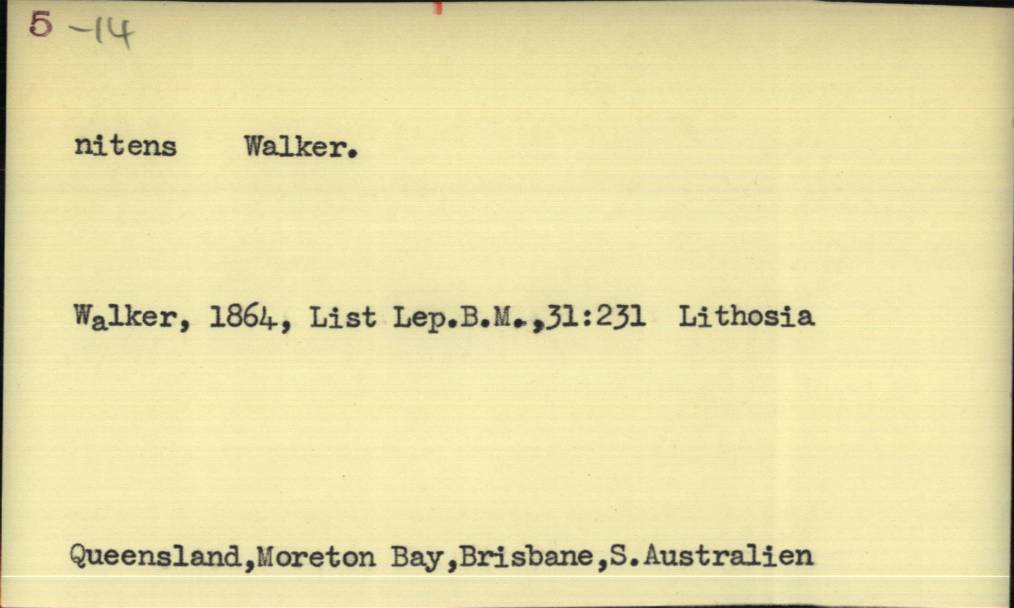 5 -14
nitens Walker.
Walker, 1864, List Lep.B.M.,31:231 Lithosia
Queensland,Moreton Bay,Brisbane,S.Australien